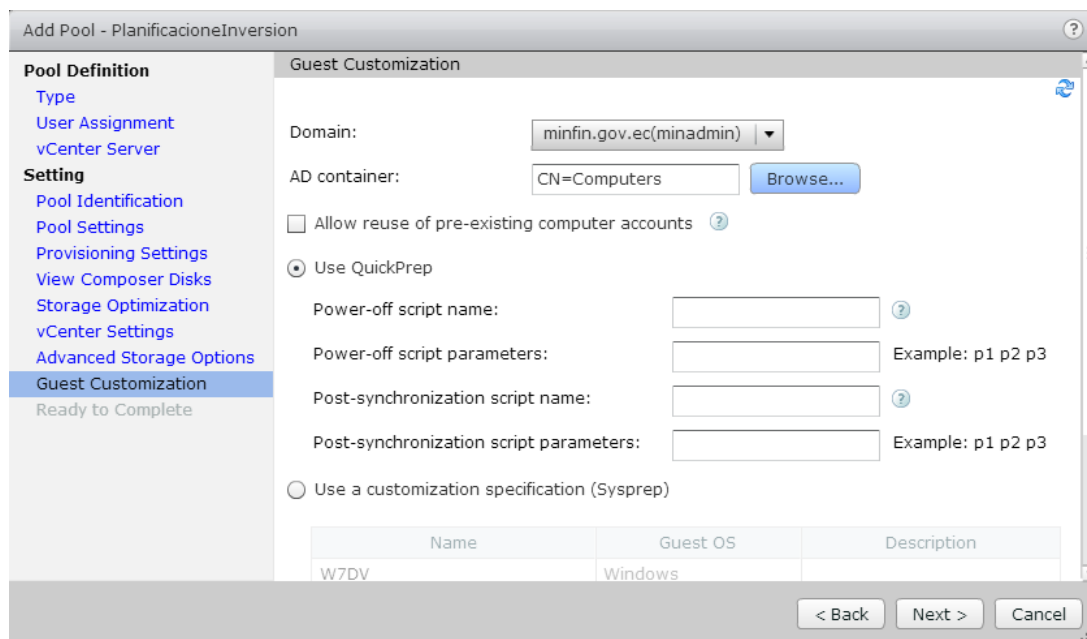 Add Pool - PlanificacioneInversion
?
Pool Definition
Type
User Assignment
vCenter Server
Setting
Pool Identification
Pool Settings
Provisioning Settings
View Composer Disks
Storage Optimization
vCenter Settings
Advanced Storage Options
Guest Customization
Ready to Complete
Guest Customization
Domain: minfin.gov.ec(minadmin)
AD container: CN=Computers Browse...
Allow reuse of pre-existing computer accounts ?
Use QuickPrep
Power-off script name: ?
Power-off script parameters: Example: p1 p2 p3
Post-synchronization script name: ?
Post-synchronization script parameters: Example: p1 p2 p3
Use a customization specification (Sysprep)
Name Guest OS Description
W7DV Windows
< Back Next > Cancel